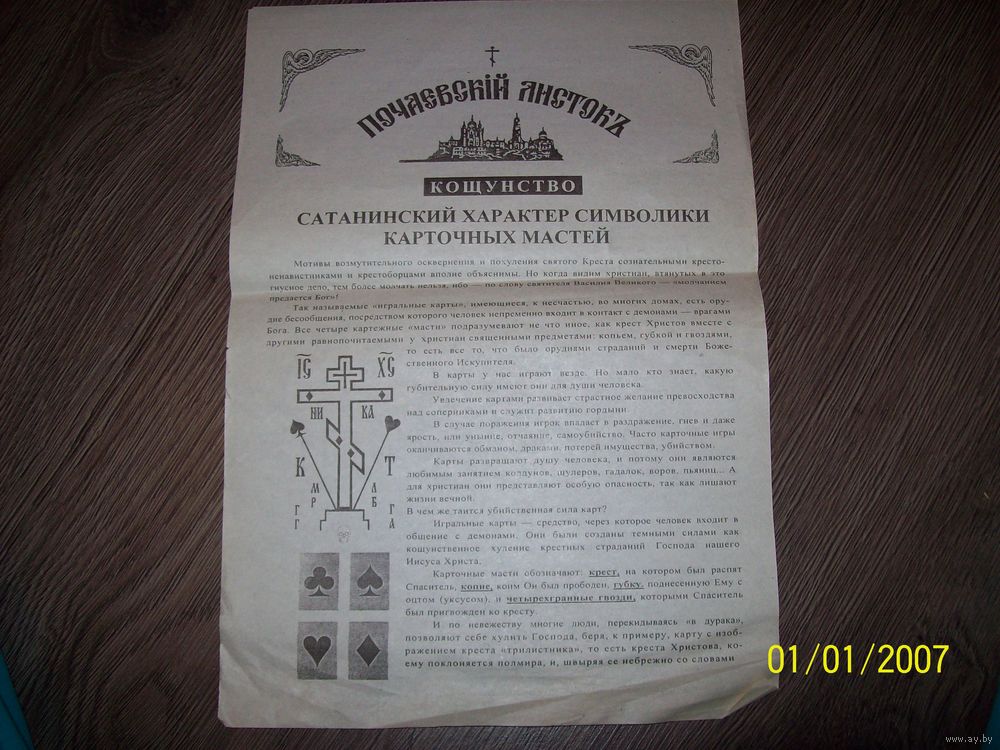 ПОЧАЕВСКIЙ ЛИСТОКЪ
КОЩУНСТВО
САТАНИНСКИЙ ХАРАКТЕР СИМВОЛИКИ
КАРТОЧНЫХ МАСТЕЙ
Мотивы возмутительного осквернения и похуления святого Креста сознательными кресто-
ненавистниками и крестоборцами вполне объяснимы. Но когда видим христиан, втянутых в это
гнусное дело, тем более молчать нельзя, ибо — по слову святителя Василия Великого — «молчанием
предается Бог»!
Так называемые «игральные карты», имеющиеся, к несчастью, во многих домах, есть ору-
дие бесообщения, посредством которого человек непременно входит в контакт с демонами — врагами
Бога. Все четыре картежные «масти» подразумевают не что иное, как крест Христов вместе с
другими равнопочитаемыми у христиан священными предметами: копьем, губкой и гвоздями,
то есть все то, что было орудиями страданий и смерти Боже-
ственного Искупителя.
В карты у нас играют везде. Но мало кто знает, какую
губительную силу имеют они для души человека.
Увлечение картами развивает страстное желание превосходства
над соперниками и служит развитию гордыни.
В случае поражения игрок впадает в раздражение, гнев и даже
ярость, или уныние, отчаяние, самоубийство. Часто карточные игры
оканчиваются обманом, драками, потерей имущества, убийством.
Карты развращают душу человека, и потому они являются
любимым занятием колдунов, шулеров, гадалок, воров, пьяниц... А
для христиан они представляют особую опасность, так как лишают
жизни вечной.
В чем же таится убийственная сила карт?
Игральные карты — средство, через которое человек входит в
общение с демонами. Они были созданы темными силами как
кощунственное хуление крестных страданий Господа нашего
Иисуса Христа.
Карточные масти обозначают: крест, на котором был распят
Спаситель, копие, коим Он был прободен, губку, поднесенную Ему с
оцтом (уксусом), и четырехгранные гвозди, которыми Спаситель
был пригвожден ко кресту.
И по невежеству многие люди, перекидываясь «в дурака»,
позволяют себе хулить Господа, беря, к примеру, карту с изоб-
ражением креста «трилистника», то есть креста Христова, ко-
ему поклоняется полмира, и, швыряя ее небрежно со словами
IС ХС
НИ КА
К Т
М Л
Р Б
Г Г
Г А
01/01/2007
www.ay.by